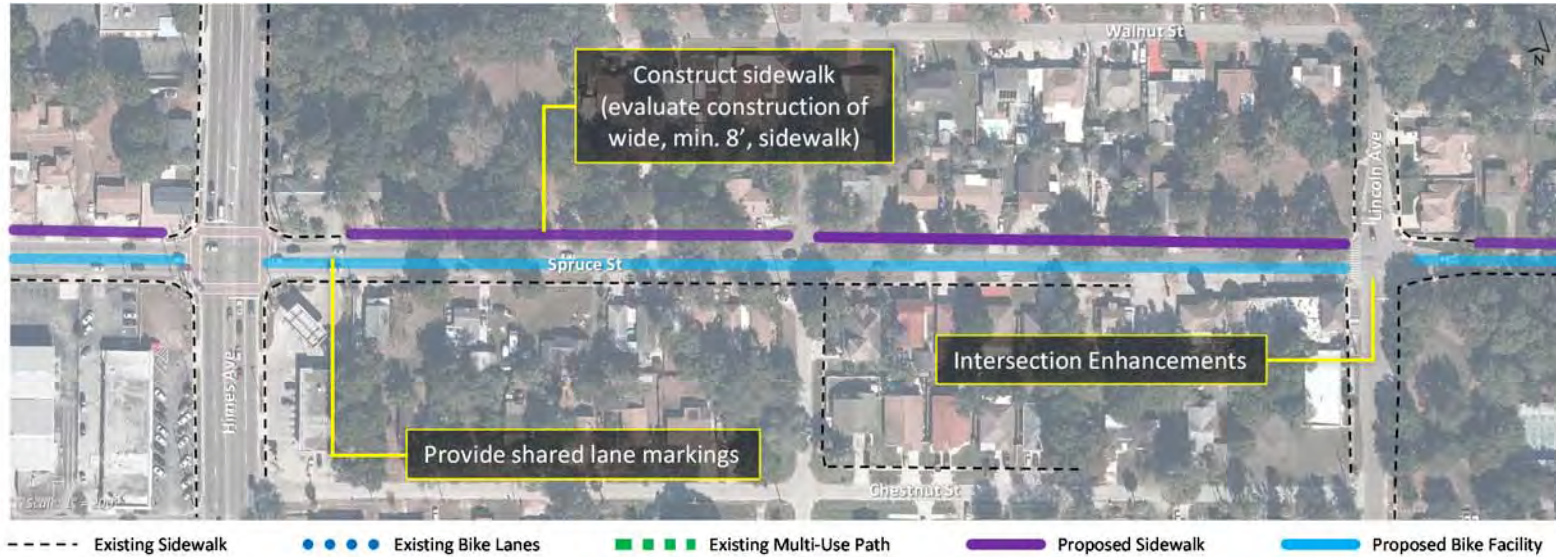 Walnut St
N
Construct sidewalk
(evaluate construction of
wide, min. 8’, sidewalk)
Lincoln Ave
Spruce St
Himes Ave
Intersection Enhancements
Provide shared lane markings
Chestnut St
Existing Sidewalk
Existing Bike Lanes
Existing Multi-Use Path
Proposed Sidewalk
Proposed Bike Facility